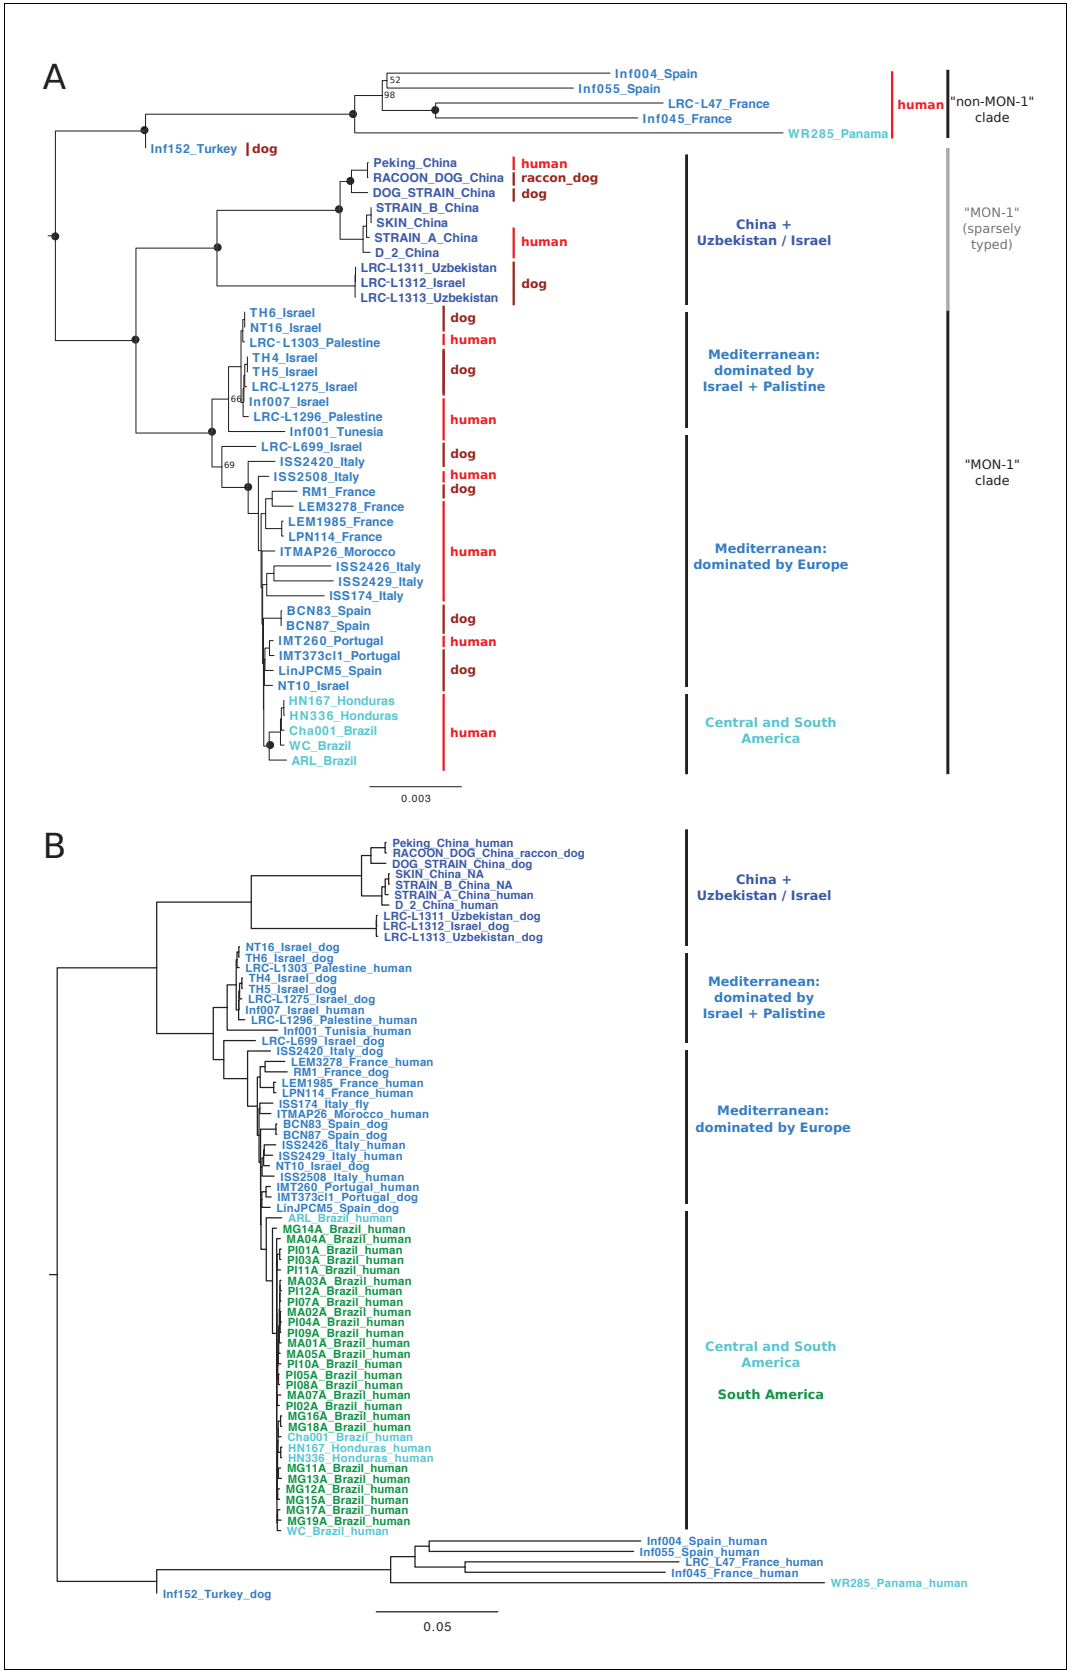 A
Inf004_Spain
52
Inf055_Spain
98
LRC-L47_France
human
"non-MON-1"
clade
Inf045_France
WR285_Panama
Inf152_Turkey
dog
Peking_China
human
RACOON_DOG_China
raccon_dog
DOG_STRAIN_China
dog
STRAIN_B_China
SKIN_China
STRAIN_A_China
human
D_2_China
China +
Uzbekistan / Israel
"MON-1"
(sparsely
typed)
LRC-L1311_Uzbekistan
LRC-L1312_Israel
dog
LRC-L1313_Uzbekistan
TH6_Israel
dog
NT16_Israel
LRC-L1303_Palestine
human
TH4_Israel
TH5_Israel
dog
LRC-L1275_Israel
66
Inf007_Israel
LRC-L1296_Palestine
human
Inf001_Tunesia
Mediterranean:
dominated by
Israel + Palistine
LRC-L699_Israel
dog
69
ISS2420_Italy
ISS2508_Italy
human
RM1_France
dog
LEM3278_France
LEM1985_France
LPN114_France
ITMAP26_Morocco
human
ISS2426_Italy
ISS2429_Italy
ISS174_Italy
"MON-1"
clade
Mediterranean:
dominated by Europe
BCN83_Spain
dog
BCN87_Spain
IMT260_Portugal
human
IMT373cl1_Portugal
LinJPCM5_Spain
dog
NT10_Israel
HN167_Honduras
HN336_Honduras
Cha001_Brazil
human
WC_Brazil
ARL_Brazil
Central and South
America
0.003
B
Peking_China_human
RACOON_DOG_China_raccon_dog
DOG_STRAIN_China_dog
SKIN_China_NA
STRAIN_B_China_NA
STRAIN_A_China_human
D_2_China_human
LRC-L1311_Uzbekistan_dog
LRC-L1312_Israel_dog
LRC-L1313_Uzbekistan_dog
China +
Uzbekistan / Israel
NT16_Israel_dog
TH6_Israel_dog
LRC-L1303_Palestine_human
TH4_Israel_dog
TH5_Israel_dog
LRC-L1275_Israel_dog
Inf007_Israel_human
LRC-L1296_Palestine_human
Inf001_Tunisia_human
Mediterranean:
dominated by
Israel + Palistine
LRC-L699_Israel_dog
ISS2420_Italy_dog
LEM3278_France_human
RM1_France_dog
LEM1985_France_human
LPN114_France_human
ISS174_Italy_fly
ITMAP26_Morocco_human
BCN83_Spain_dog
BCN87_Spain_dog
ISS2426_Italy_human
ISS2429_Italy_human
NT10_Israel_dog
ISS2508_Italy_human
IMT260_Portugal_human
IMT373cl1_Portugal_dog
LinJPCM5_Spain_dog
Mediterranean:
dominated by Europe
ARL_Brazil_human
MG14A_Brazil_human
MA04A_Brazil_human
PI01A_Brazil_human
PI03A_Brazil_human
PI11A_Brazil_human
MA03A_Brazil_human
PI12A_Brazil_human
PI07A_Brazil_human
MA02A_Brazil_human
PI04A_Brazil_human
PI09A_Brazil_human
MA01A_Brazil_human
MA05A_Brazil_human
PI10A_Brazil_human
PI05A_Brazil_human
PI08A_Brazil_human
MA07A_Brazil_human
PI02A_Brazil_human
MG16A_Brazil_human
MG18A_Brazil_human
Cha001_Brazil_human
HN167_Honduras_human
HN336_Honduras_human
MG11A_Brazil_human
MG13A_Brazil_human
MG12A_Brazil_human
MG15A_Brazil_human
MG17A_Brazil_human
MG19A_Brazil_human
WC_Brazil_human
Central and South
America
South America
Inf004_Spain_human
Inf055_Spain_human
LRC_L47_France_human
Inf045_France_human
WR285_Panama_human
Inf152_Turkey_dog
0.05